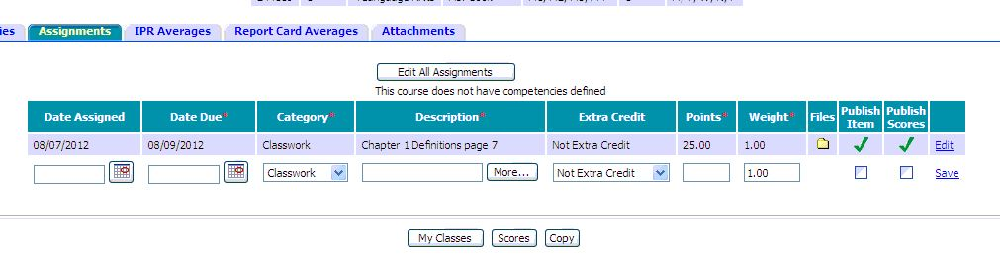 ies Assignments IPR Averages Report Card Averages Attachments
Edit All Assignments
This course does not have competencies defined
Date Assigned Date Due* Category* Description* Extra Credit Points* Weight* Files Publish Item Publish Scores
08/07/2012 08/09/2012 Classwork Chapter 1 Definitions page 7 Not Extra Credit 25.00 1.00 Edit
Classwork More... Not Extra Credit 1.00 Save
My Classes Scores Copy